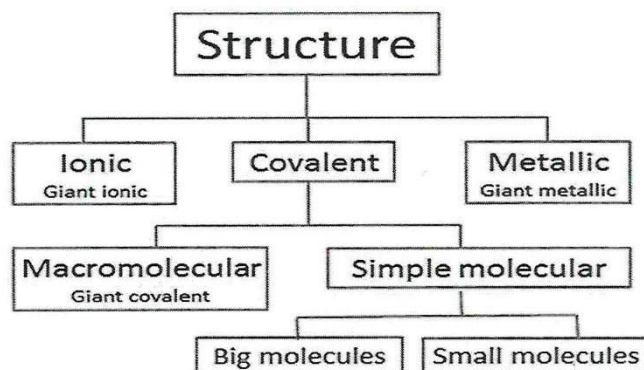 Structure
Ionic
Giant ionic
Covalent
Metallic
Giant metallic
Macromolecular
Giant covalent
Simple molecular
Big molecules
Small molecules